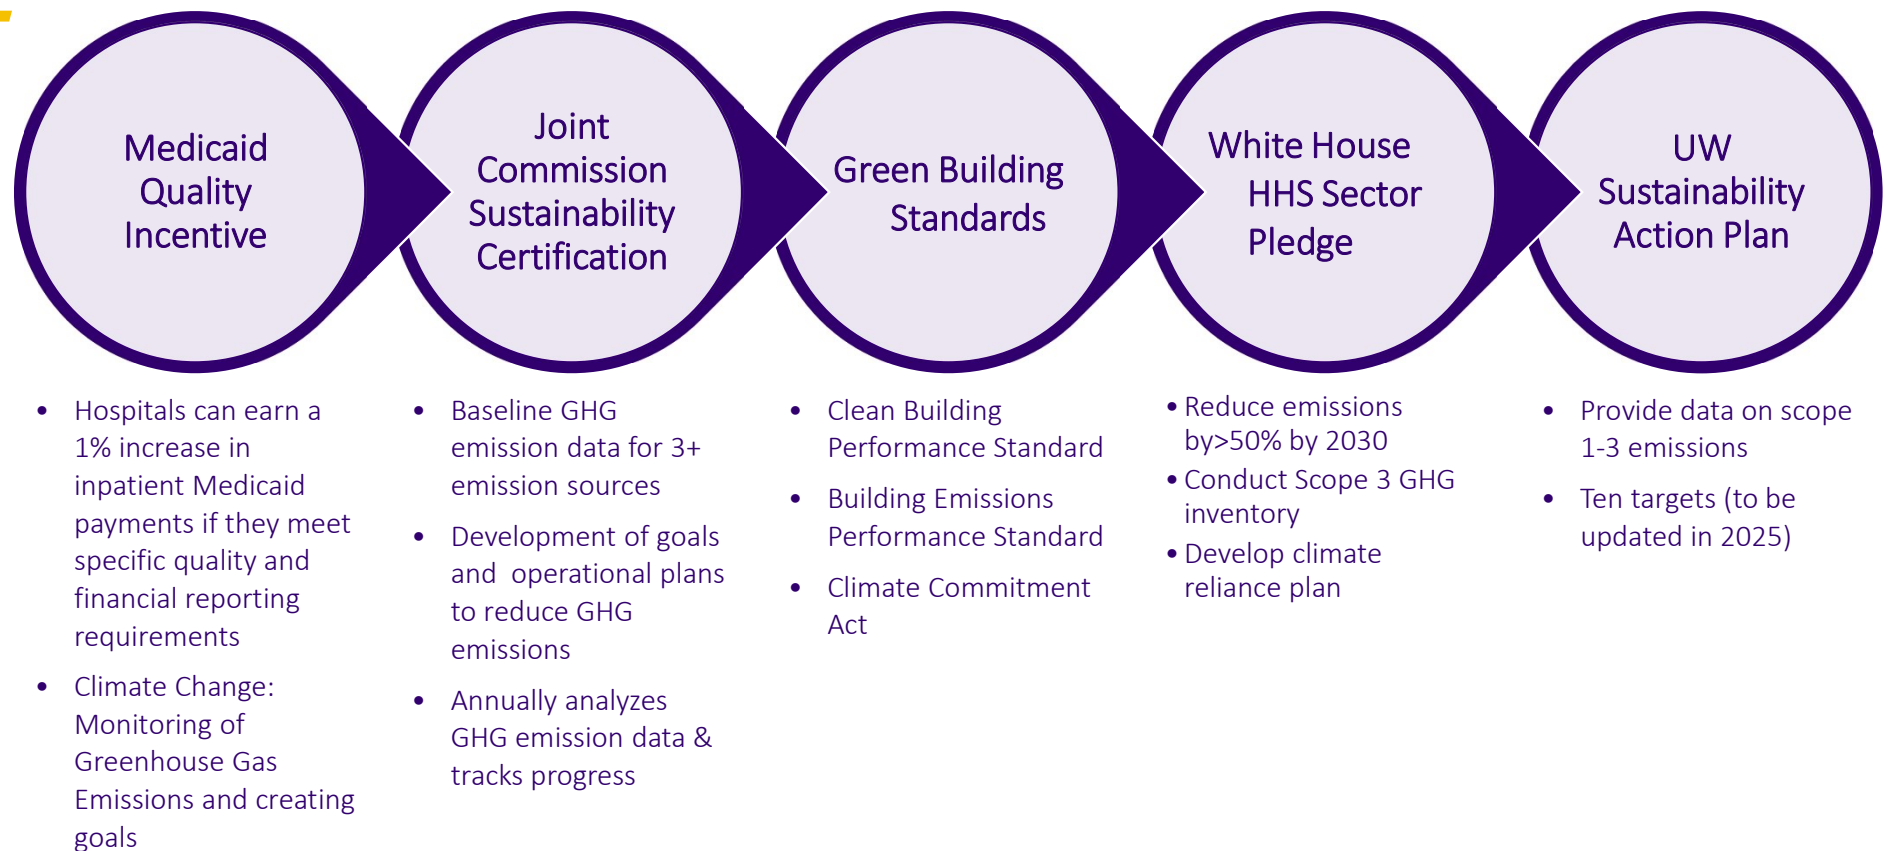 Medicaid
Quality
Incentive
Joint
Commission
Sustainability
Certification
Green Building
Standards
White House
HHS Sector
Pledge
UW
Sustainability
Action Plan
• Hospitals can earn a
1% increase in
inpatient Medicaid
payments if they meet
specific quality and
financial reporting
requirements
• Climate Change:
Monitoring of
Greenhouse Gas
Emissions and creating
goals
• Baseline GHG
emission data for 3+
emission sources
• Development of goals
and operational plans
to reduce GHG
emissions
• Annually analyzes
GHG emission data &
tracks progress
• Clean Building
Performance Standard
• Building Emissions
Performance Standard
• Climate Commitment
Act
• Reduce emissions
by>50% by 2030
• Conduct Scope 3 GHG
inventory
• Develop climate
reliance plan
• Provide data on scope
1-3 emissions
• Ten targets (to be
updated in 2025)